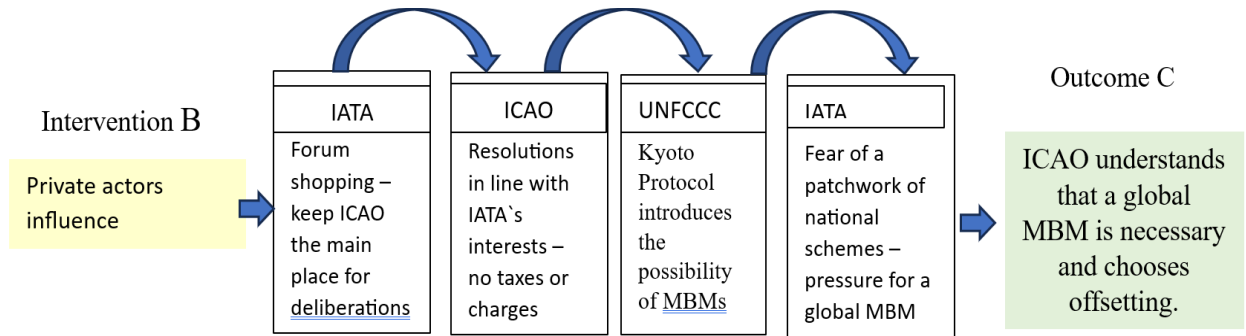 Intervention B
Private actors
influence
IATA
Forum
shopping –
keep ICAO
the main
place for
deliberations
ICAO
Resolutions
in line with
IATA`s
interests –
no taxes or
charges
UNFCCC
Kyoto
Protocol
introduces
the
possibility
of MBMs
IATA
Fear of a
patchwork of
national
schemes –
pressure for a
global MBM
Outcome C
ICAO understands
that a global
MBM is necessary
and chooses
offsetting.